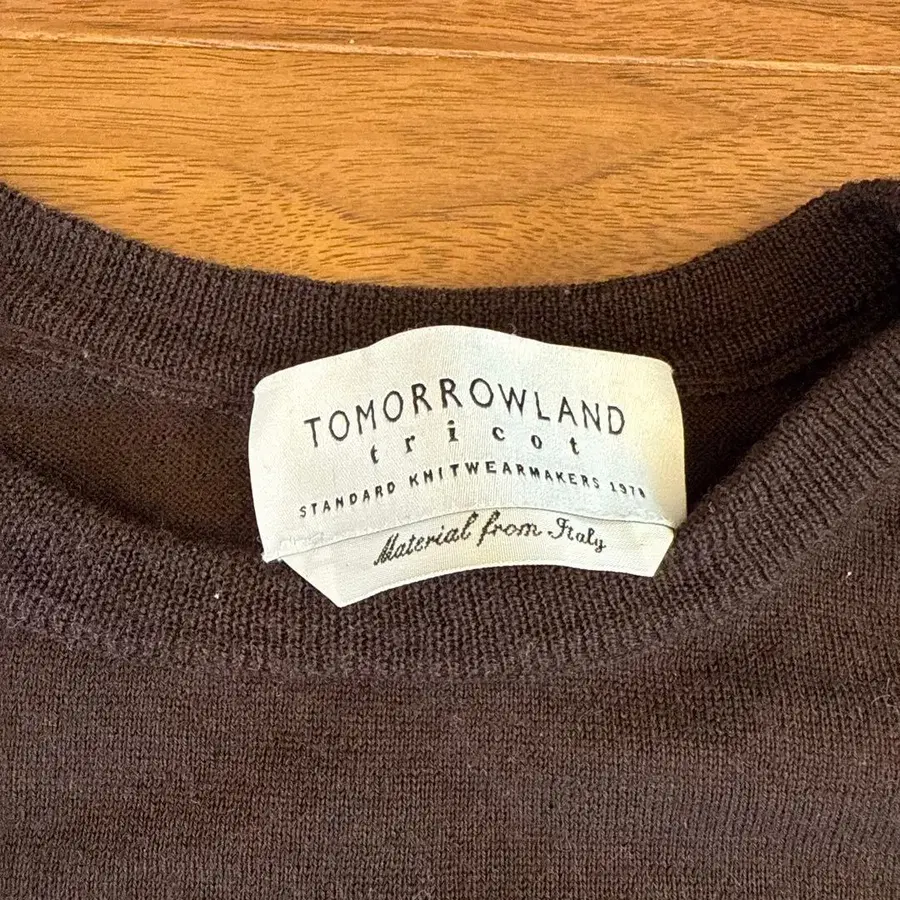 TOMORROWLAND
tricot
STANDARD KNITWEARMAKERS 1978
Material from Italy